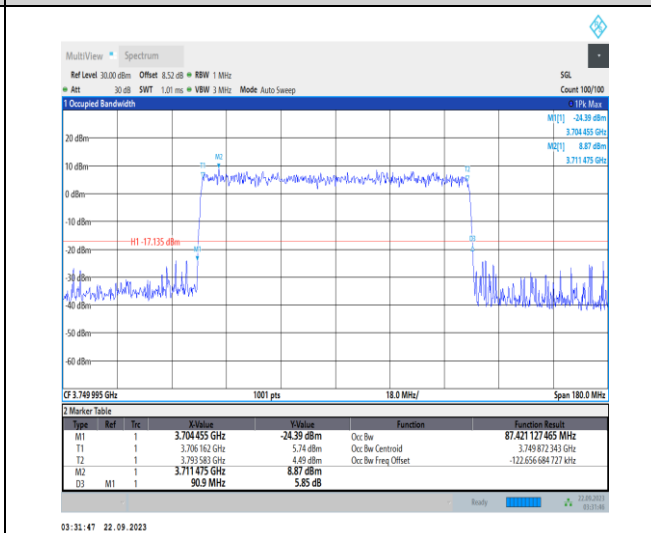 MultiView Spectrum
Ref Level 30.00 dBm Offset 8.52 dB RBW 1 MHz SGL
Att 30 dB SWT 1.01 ms VBW 3 MHz Mode Auto Sweep Count 100/100
1 Occupied Bandwidth 1Pk Max
M1[1] -24.39 dBm
3.704 455 GHz
M2[1] 8.87 dBm
3.711 475 GHz
20 dBm
M2
T1
T2
10 dBm
0 dBm
-10 dBm
H1 -17.135 dBm
D3
M1
-20 dBm
-30 dBm
-40 dBm
-50 dBm
-60 dBm
CF 3.749 995 GHz 1001 pts 18.0 MHz/ Span 180.0 MHz
2 Marker Table
Type Ref Trc X-Value Y-Value Function Function Result
M1 1 3.704 455 GHz -24.39 dBm Occ Bw 87.421 127 465 MHz
T1 1 3.706 162 GHz 5.74 dBm Occ Bw Centroid 3.749 872 343 GHz
T2 1 3.793 583 GHz 4.49 dBm Occ Bw Freq Offset -122.656 684 727 kHz
M2 1 3.711 475 GHz 8.87 dBm
D3 M1 1 90.9 MHz 5.85 dB
Ready 22.09.2023
03:31:46
03:31:47 22.09.2023